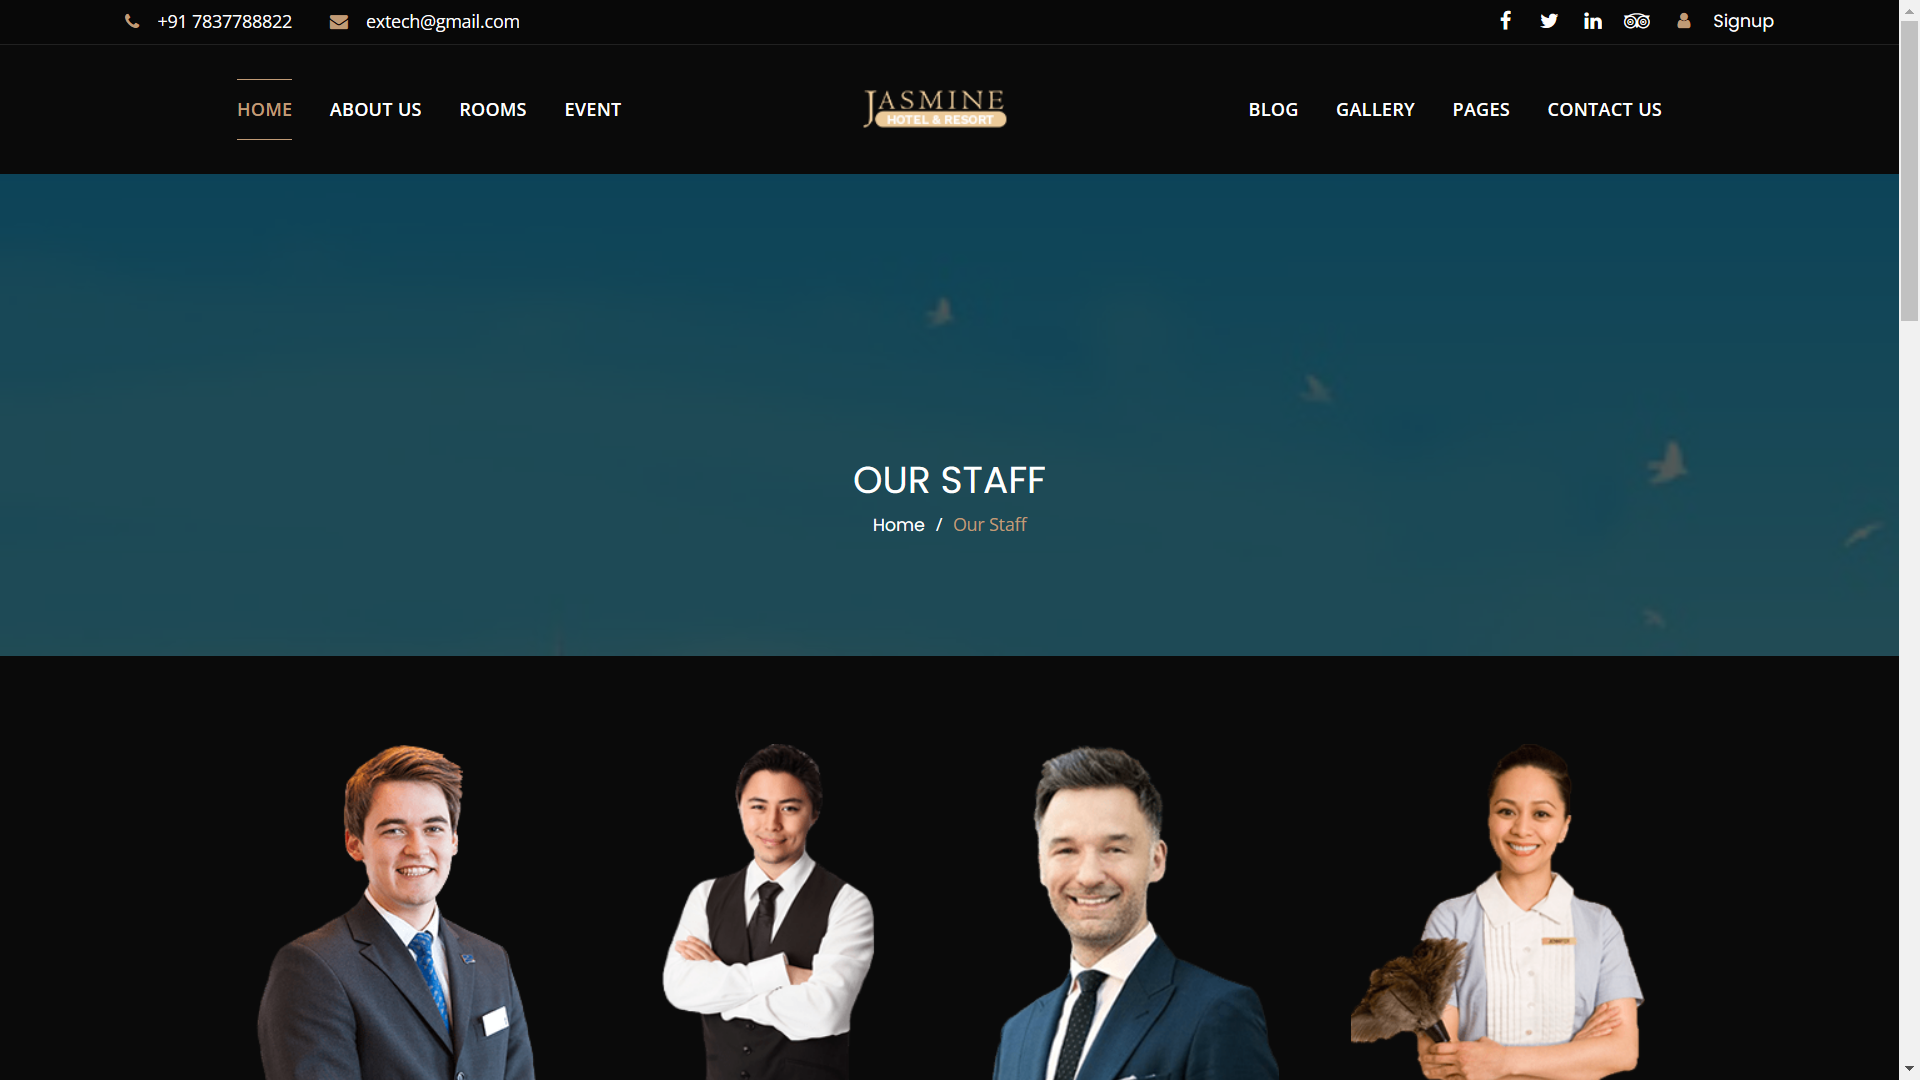 +91 7837788822 extech@gmail.com Signup
HOME ABOUT US ROOMS EVENT
JASMINE
HOTEL & RESORT
BLOG GALLERY PAGES CONTACT US
OUR STAFF
Home / Our Staff